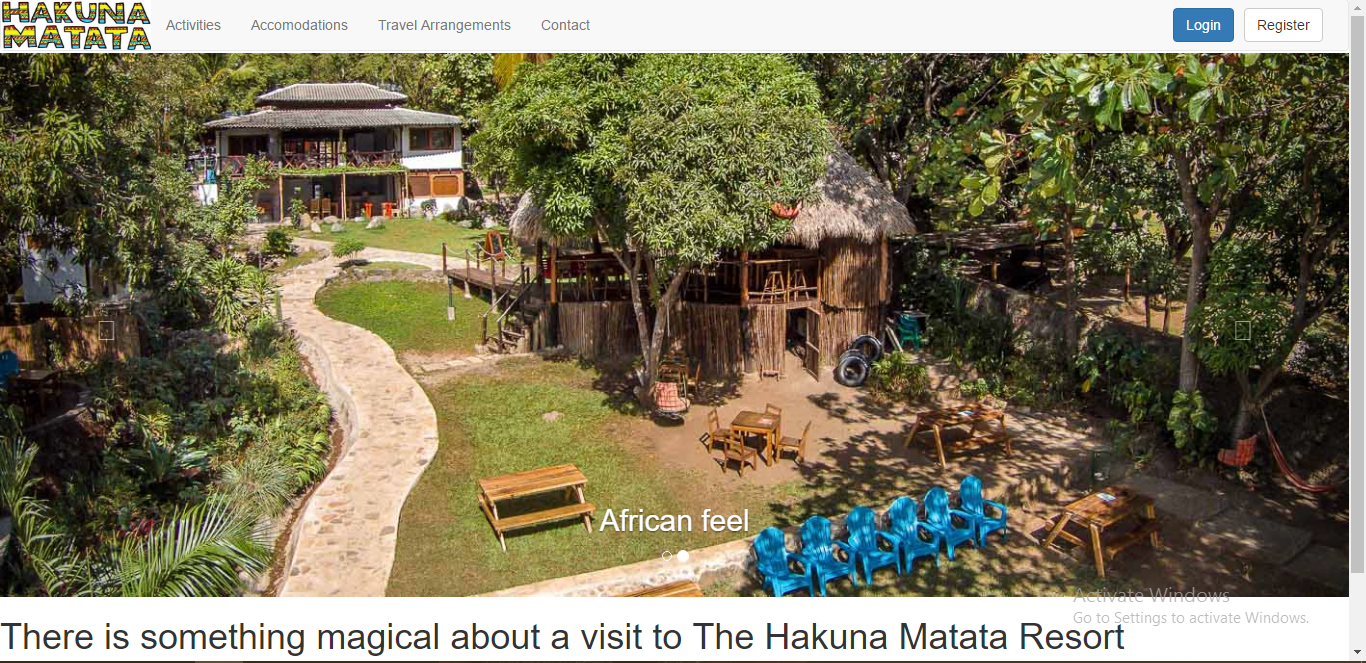 HAKUNA
MATATA
Activities
Accomodations
Travel Arrangements
Contact
Login
Register
African feel
Activate Windows
Go to Settings to activate Windows.
There is something magical about a visit to The Hakuna Matata Resort